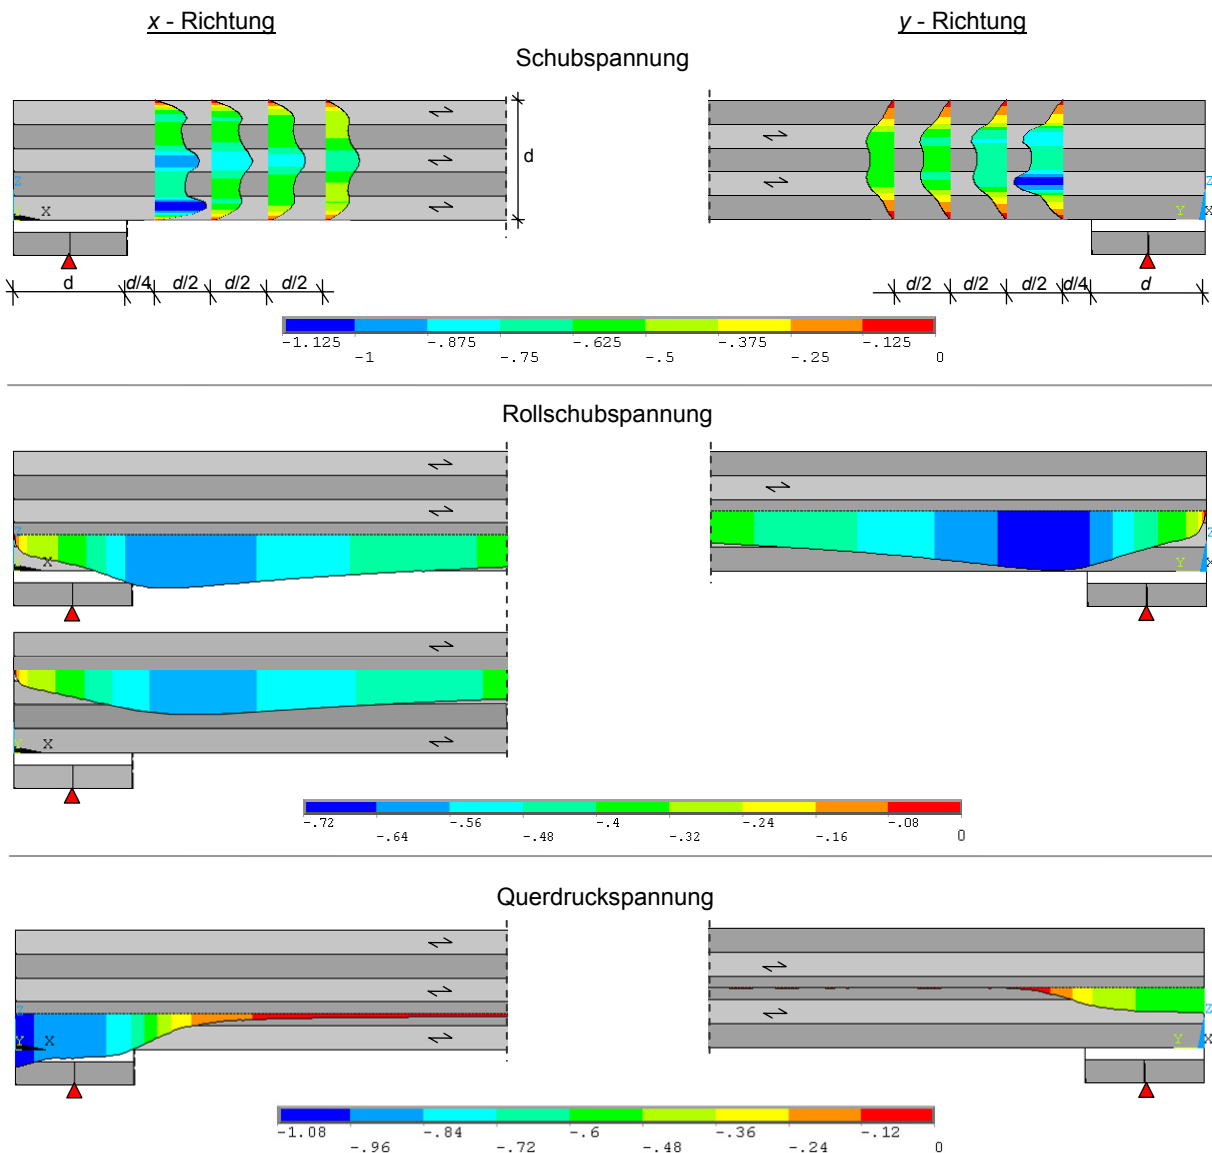 x - Richtung
y - Richtung
Schubspannung
d
Z
Y
X
Z
Y
X
d
d/4
d/2
d/2
d/2
d/2
d/2
d/2
d/4
d
-1.125
-1
-.875
-.75
-.625
-.5
-.375
-.25
-.125
0
Rollschubspannung
Z
X
Z
Y
X
Y
X
-.72
-.64
-.56
-.48
-.4
-.32
-.24
-.16
-.08
0
Querdruckspannung
Z
Y
X
Z
Y
X
-1.08
-.96
-.84
-.72
-.6
-.48
-.36
-.24
-.12
0